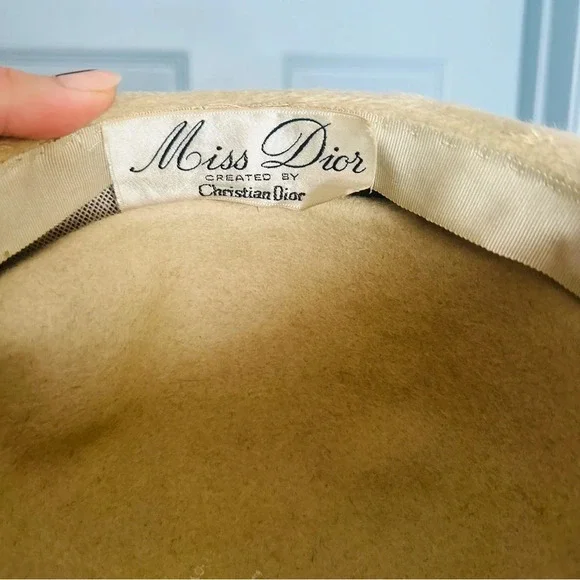 Miss Dior
CREATED BY
Christian Dior